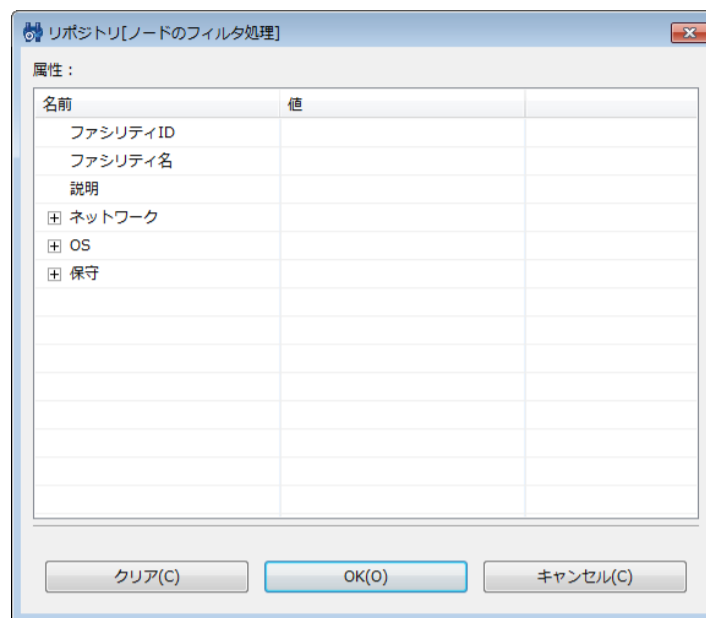 リポジトリ[ノードのフィルタ処理]
属性：
名前 値
ファシリティID
ファシリティ名
説明
ネットワーク
OS
保守
クリア(C) OK(O) キャンセル(C)